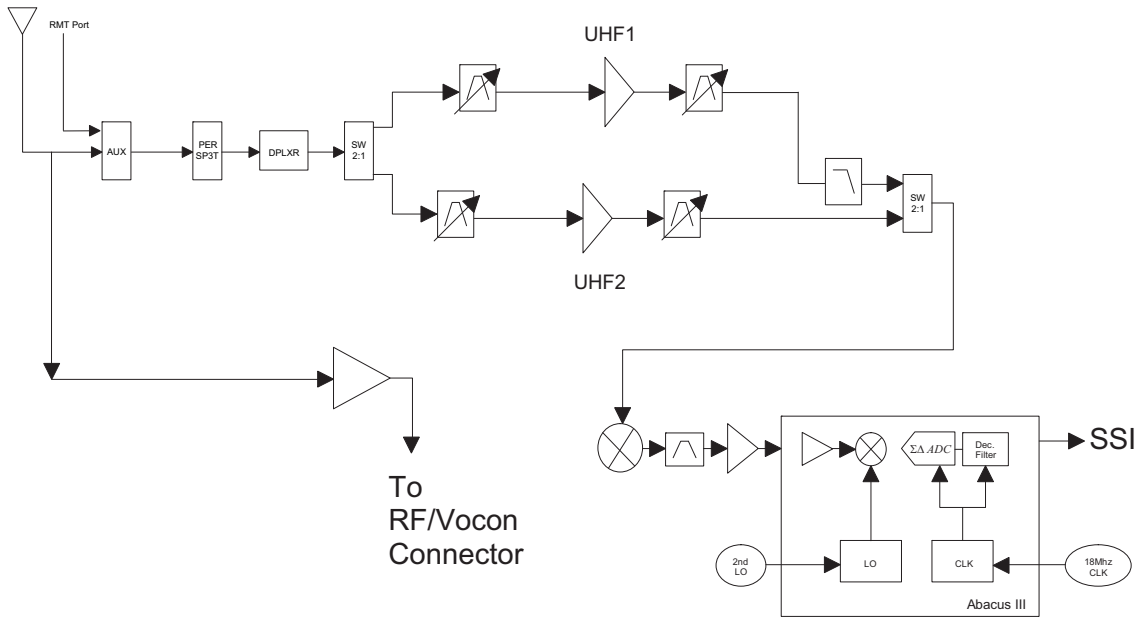 RMT Port
UHF1
AUX
PER
SP3T
DPLXR
SW
2:1
SW
2:1
UHF2
To
RF/Vocon
Connector
ΣΔ ADC
Dec.
Filter
SSI
2nd
LO
LO
CLK
18Mhz
CLK
Abacus III